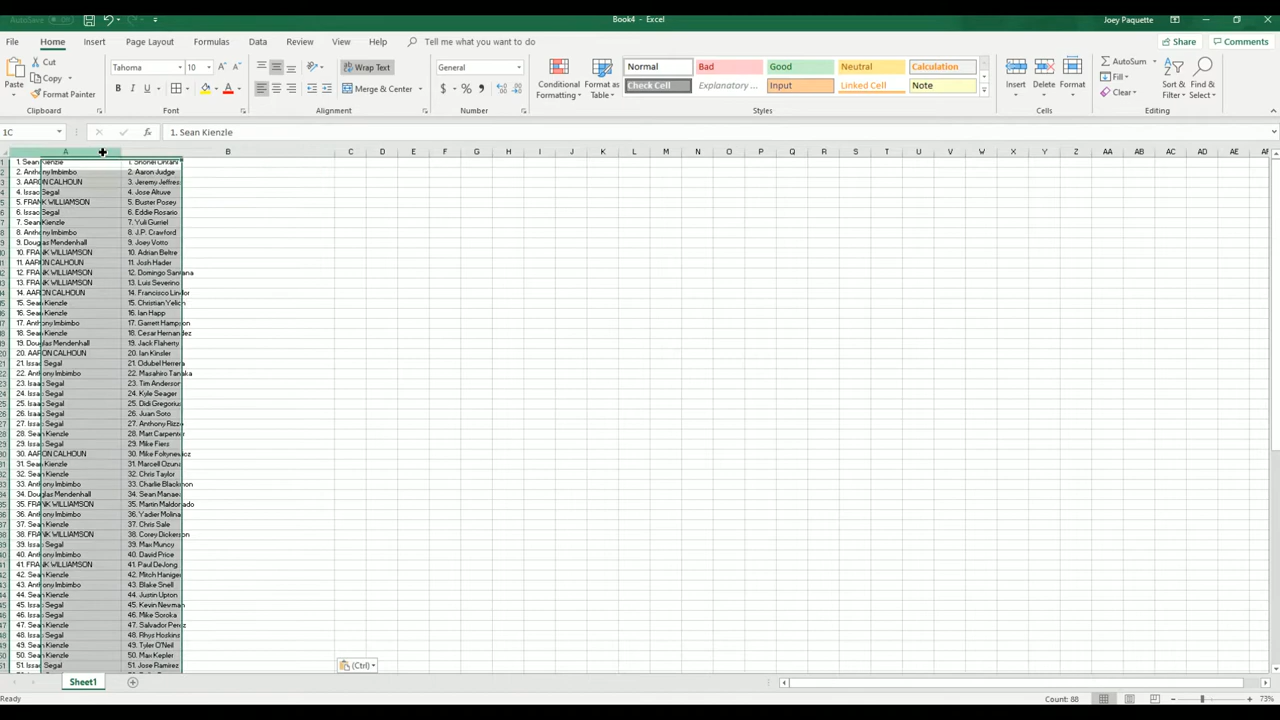 AutoSave
Book4 - Excel
Joey Paquette
File Home Insert Page Layout Formulas Data Review View Help Tell me what you want to do
Share Comments
Paste
Cut
Copy
Format Painter
Clipboard
Tahoma 10
B I U
Font
Wrap Text
Merge & Center
Alignment
General
$ % ,
Number
Conditional Formatting
Format as Table
Normal Bad Good Neutral Calculation
Check Cell Explanatory ... Input Linked Cell Note
Styles
Insert Delete Format
Cells
AutoSum
Fill
Clear
Sort & Filter
Find & Select
Editing
1C
fx 1. Sean Kienzle
A B C D E F G H I J K L M N O P Q R S T U V W X Y Z AA AB AC AD AE AF
1. Sean Kienzle 1. Shohei Ohtani
2. Anthony Imbimbo 2. Aaron Judge
3. AARON CALHOUN 3. Jeremy Jeffress
4. Issac Segal 4. Jose Altuve
5. FRANK WILLIAMSON 5. Buster Posey
6. Issac Segal 6. Eddie Rosario
7. Sean Kienzle 7. Yuli Gurriel
8. Anthony Imbimbo 8. J.P. Crawford
9. Douglas Mendenhall 9. Joey Votto
10. FRANK WILLIAMSON 10. Adrian Beltre
11. AARON CALHOUN 11. Josh Hader
12. FRANK WILLIAMSON 12. Domingo Santana
13. FRANK WILLIAMSON 13. Luis Severino
14. AARON CALHOUN 14. Francisco Lindor
15. Sean Kienzle 15. Christian Yelich
16. Sean Kienzle 16. Ian Happ
17. Anthony Imbimbo 17. Garrett Hampson
18. Sean Kienzle 18. Cesar Hernandez
19. Douglas Mendenhall 19. Jack Flaherty
20. AARON CALHOUN 20. Ian Kinsler
21. Issac Segal 21. Odubel Herrera
22. Anthony Imbimbo 22. Masahiro Tanaka
23. Issac Segal 23. Tim Anderson
24. Issac Segal 24. Kyle Seager
25. Issac Segal 25. Didi Gregorius
26. Issac Segal 26. Juan Soto
27. Issac Segal 27. Anthony Rizzo
28. Sean Kienzle 28. Matt Carpenter
29. Issac Segal 29. Mike Fiers
30. AARON CALHOUN 30. Mike Foltynewicz
31. Sean Kienzle 31. Marcell Ozuna
32. Sean Kienzle 32. Chris Taylor
33. Anthony Imbimbo 33. Charlie Blackmon
34. Douglas Mendenhall 34. Sean Manaea
35. FRANK WILLIAMSON 35. Martin Maldonado
36. Anthony Imbimbo 36. Yadier Molina
37. Sean Kienzle 37. Chris Sale
38. FRANK WILLIAMSON 38. Corey Dickerson
39. Issac Segal 39. Max Muncy
40. Anthony Imbimbo 40. David Price
41. FRANK WILLIAMSON 41. Paul DeJong
42. Sean Kienzle 42. Mitch Haniger
43. Anthony Imbimbo 43. Blake Snell
44. Sean Kienzle 44. Justin Upton
45. Issac Segal 45. Kevin Newman
46. Issac Segal 46. Mike Soroka
47. Sean Kienzle 47. Salvador Perez
48. Issac Segal 48. Rhys Hoskins
49. Sean Kienzle 49. Tyler O'Neil
50. Sean Kienzle 50. Max Kepler
51. Issac Segal 51. Jose Ramirez
(Ctrl)
Sheet1
Ready
Count: 88
73%